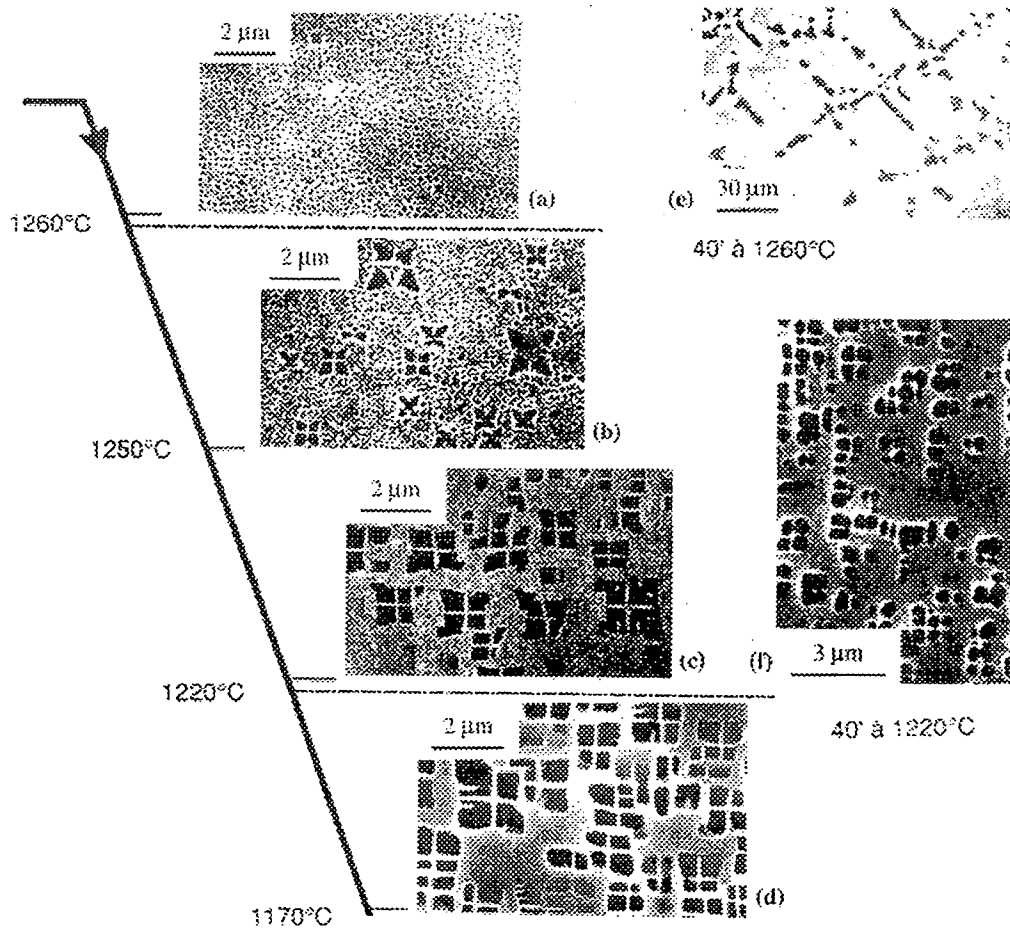 2 µm
(a)
(e)
30 µm
1260°C
40' à 1260°C
2 µm
(b)
1250°C
2 µm
(c)
(f)
3 µm
1220°C
40' à 1220°C
2 µm
(d)
1170°C